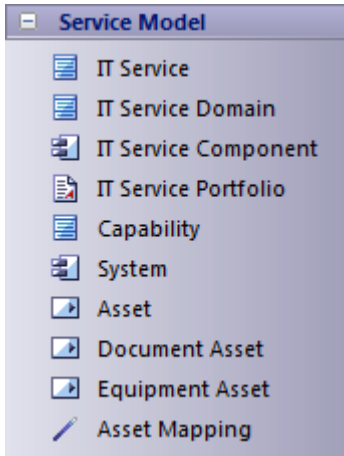 Service Model
IT Service
IT Service Domain
IT Service Component
IT Service Portfolio
Capability
System
Asset
Document Asset
Equipment Asset
Asset Mapping